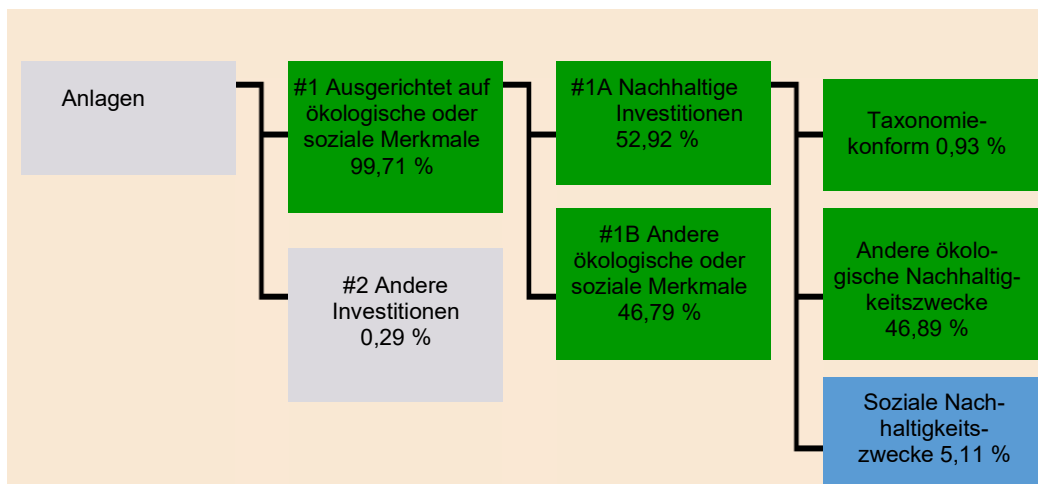 Anlagen
#1 Ausgerichtet auf
ökologische oder
soziale Merkmale
99,71 %
#2 Andere
Investitionen
0,29 %
#1A Nachhaltige
Investitionen
52,92 %
#1B Andere
ökologische oder
soziale Merkmale
46,79 %
Taxonomie-
konform 0,93 %
Andere ökolo-
gische Nachhaltig-
keitszwecke
46,89 %
Soziale Nach-
haltigkeits-
zwecke 5,11 %